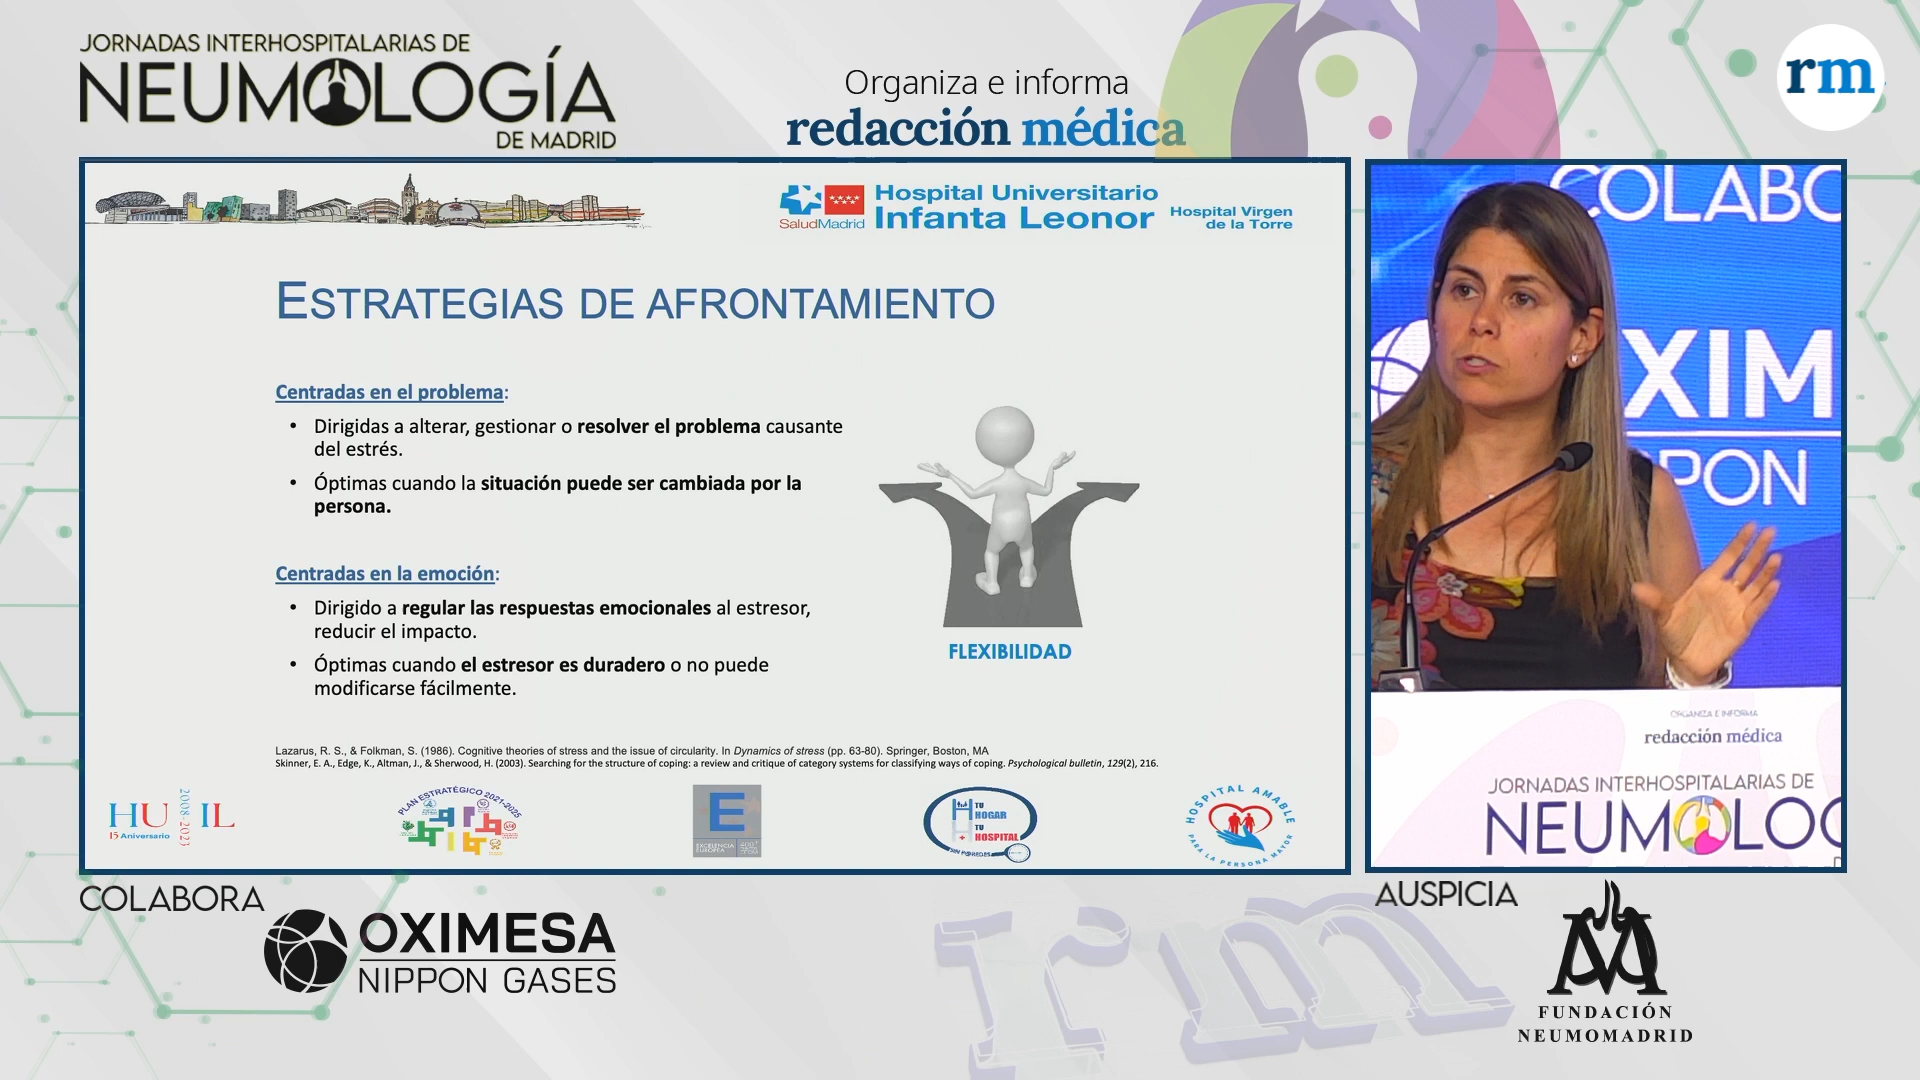 JORNADAS INTERHOSPITALARIAS DE
NEUMOLOGÍA
DE MADRID
Organiza e informa
redacción médica
rm
SaludMadrid
Hospital Universitario
Infanta Leonor
Hospital Virgen
de la Torre
ESTRATEGIAS DE AFRONTAMIENTO
Centradas en el problema:
• Dirigidas a alterar, gestionar o resolver el problema causante
del estrés.
• Óptimas cuando la situación puede ser cambiada por la
persona.
Centradas en la emoción:
• Dirigido a regular las respuestas emocionales al estresor,
reducir el impacto.
• Óptimas cuando el estresor es duradero o no puede
modificarse fácilmente.
FLEXIBILIDAD
Lazarus, R. S., & Folkman, S. (1986). Cognitive theories of stress and the issue of circularity. In Dynamics of stress (pp. 63-80). Springer, Boston, MA
Skinner, E. A., Edge, K., Altman, J., & Sherwood, H. (2003). Searching for the structure of coping: a review and critique of category systems for classifying ways of coping. Psychological bulletin, 129(2), 216.
HU IL
15 Aniversario
2008-2023
PLAN ESTRATÉGICO 2021-2025
E
EXCELENCIA
EUROPEA
TU
HOGAR
TU
HOSPITAL
HOSPITAL AMABLE
PARA LA PERSONA MAYOR
COLABO
XIM
PON
ORGANIZA E INFORMA
redacción médica
JORNADAS INTERHOSPITALARIAS DE
NEUMOLOG
COLABORA
OXIMESA
NIPPON GASES
rm
AUSPICIA
FUNDACIÓN
NEUMOMADRID